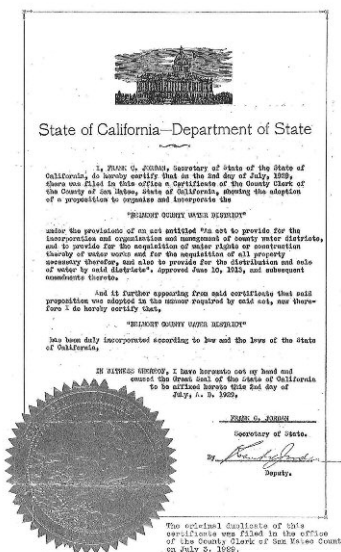 State of California—Department of State
I, FRANK C. JORDAN, Secretary of State of the State of
California, do hereby certify that on the 2nd day of July, 1928,
there was filed in this office a Certificate of the County Clerk of
the County of San Mateo, State of California, showing the adoption
of a proposition to organize and incorporate the
"BELMONT COUNTY WATER DISTRICT"
under the provisions of an act entitled "An act to provide for the
incorporation and organization and management of county water districts,
and to provide for the acquisition of water rights or construction
thereby of water works and for the acquisition of all property
necessary therefor, and also to provide for the distribution and sale
of water by said districts". Approved June 10, 1913, and subsequent
amendments thereto.
And it further appearing from said certificate that said
proposition was adopted in the manner required by said act, now there-
fore I do hereby certify that,
"BELMONT COUNTY WATER DISTRICT"
has been duly incorporated according to law and the laws of the State
of California.
IN WITNESS WHEREOF, I have hereunto set my hand and
caused the Great Seal of the State of California
to be affixed hereto this 2nd day of
July, A. D. 1928.
FRANK C. JORDAN
Secretary of State.
By
Deputy.
The original duplicate of this
certificate was filed in the office
of the County Clerk of San Mateo Count
on July 3, 1928.